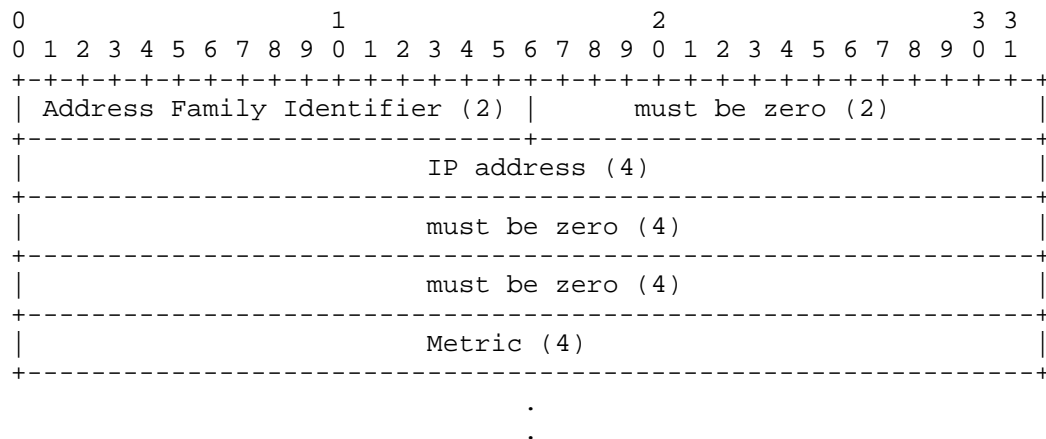 0                   1                   2                   3 3
0 1 2 3 4 5 6 7 8 9 0 1 2 3 4 5 6 7 8 9 0 1 2 3 4 5 6 7 8 9 0 1
+-+-+-+-+-+-+-+-+-+-+-+-+-+-+-+-+-+-+-+-+-+-+-+-+-+-+-+-+-+-+-+-+
| Address Family Identifier (2) |      must be zero (2)         |
+-------------------------------+-------------------------------+
|                         IP address (4)                        |
+---------------------------------------------------------------+
|                         must be zero (4)                      |
+---------------------------------------------------------------+
|                         must be zero (4)                      |
+---------------------------------------------------------------+
|                         Metric (4)                            |
+---------------------------------------------------------------+
                                .
                                .